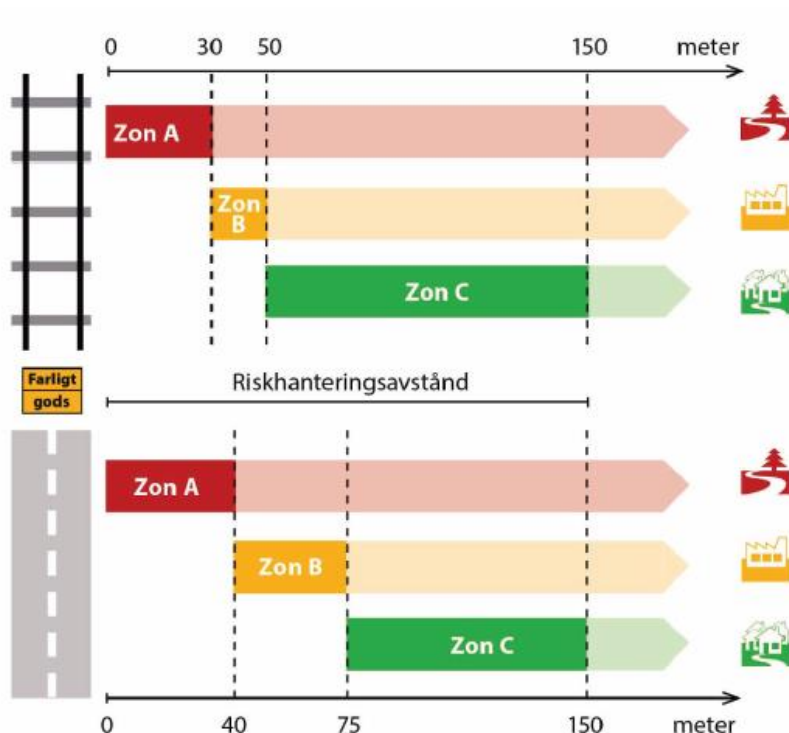 0 30 50 150 meter
Zon A
Zon
B
Zon C
Riskhanteringsavstånd
Farligt
gods
Zon A
Zon B
Zon C
0 40 75 150 meter